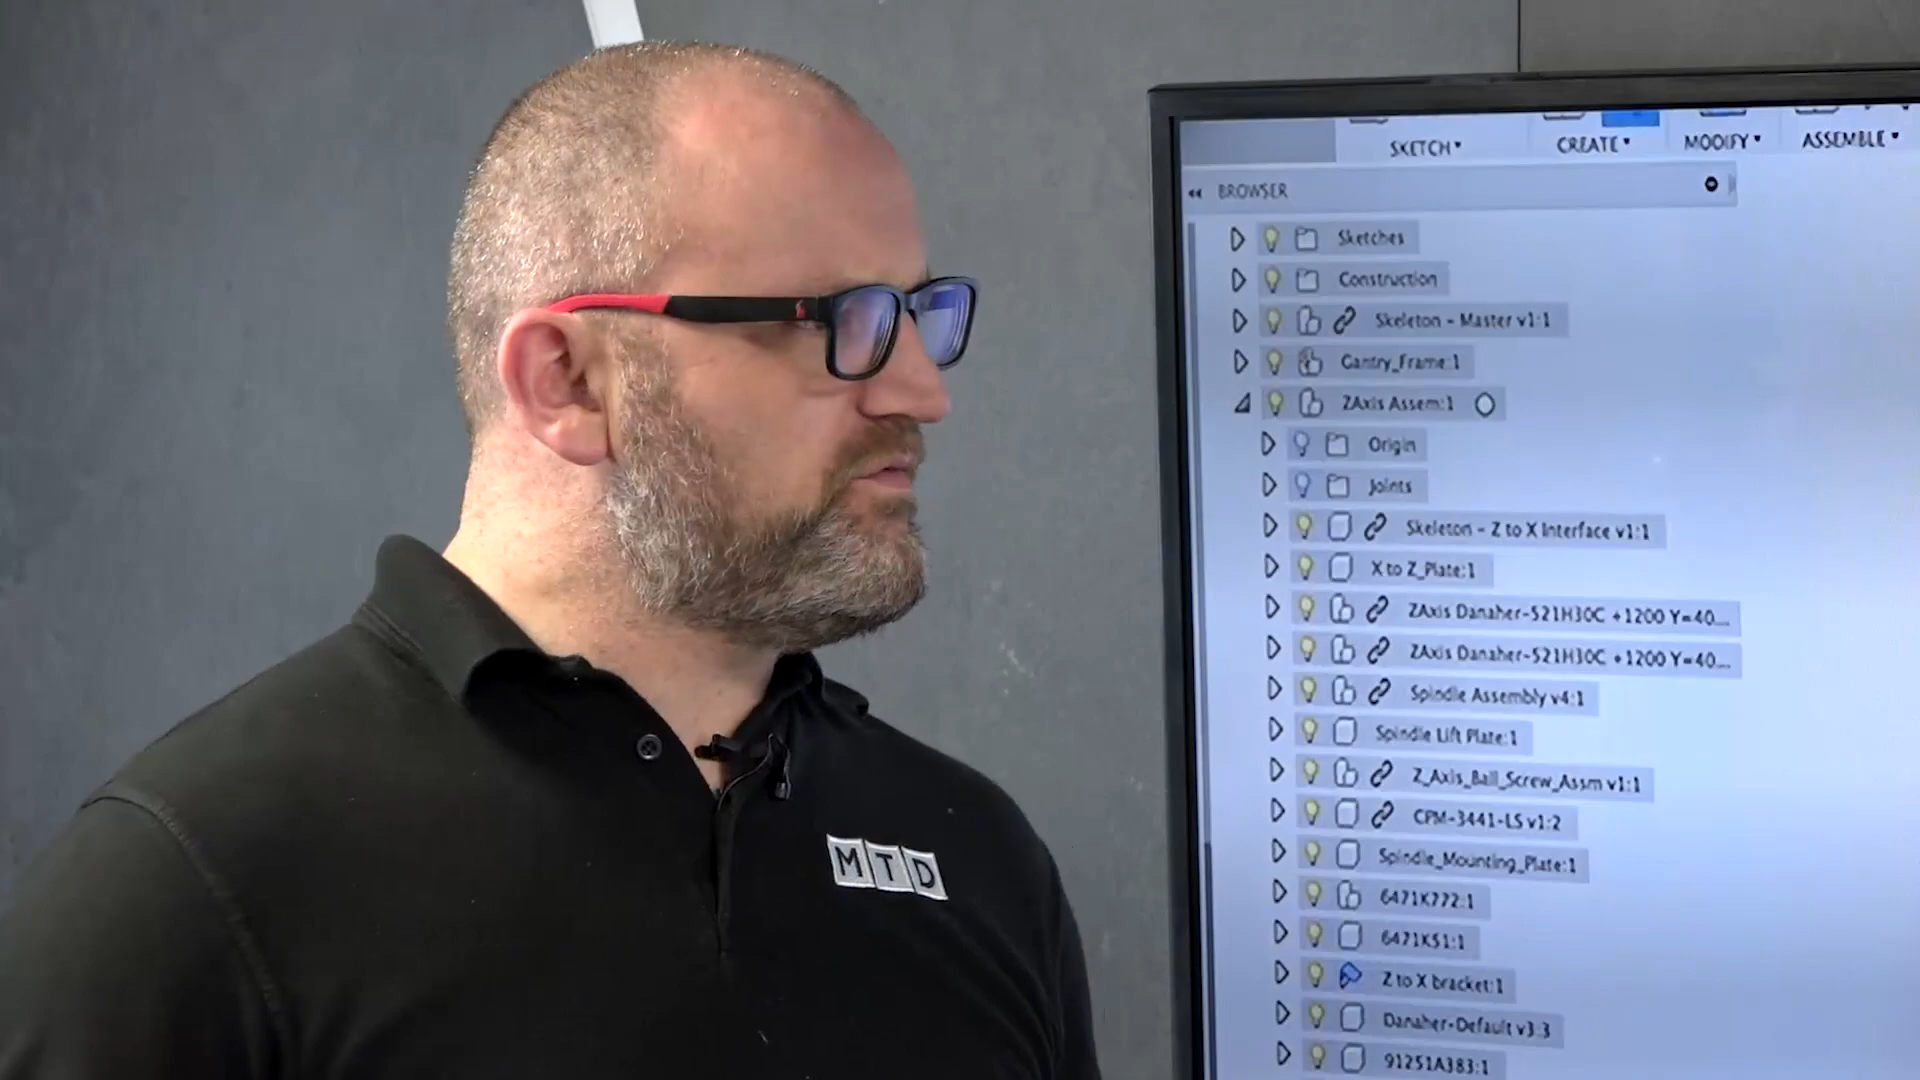 SKETCH
CREATE
MODIFY
ASSEMBLE
BROWSER
Sketches
Construction
Skeleton - Master v1:1
Gantry_Frame:1
ZAxis Assem:1
Origin
Joints
Skeleton - Z to X Interface v1:1
X to Z_Plate:1
ZAxis Danaher-521H30C +1200 Y=40...
ZAxis Danaher-521H30C +1200 Y=40...
Spindle Assembly v4:1
Spindle Lift Plate:1
Z_Axis_Ball_Screw_Assm v1:1
CPM-3441-LS v1:2
Spindle_Mounting_Plate:1
6471K772:1
6471K51:1
Z to X bracket:1
Danaher-Default v3:3
91251A383:1
MTD